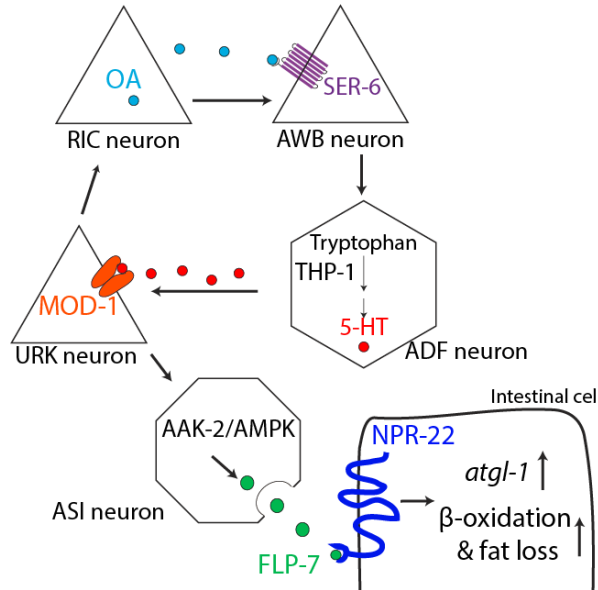 OA
SER-6
RIC neuron
AWB neuron
Tryptophan
THP-1
MOD-1
5-HT
URK neuron
ADF neuron
Intestinal cel
AAK-2/AMPK
NPR-22
atgl-1
ASI neuron
β-oxidation
& fat loss
FLP-7